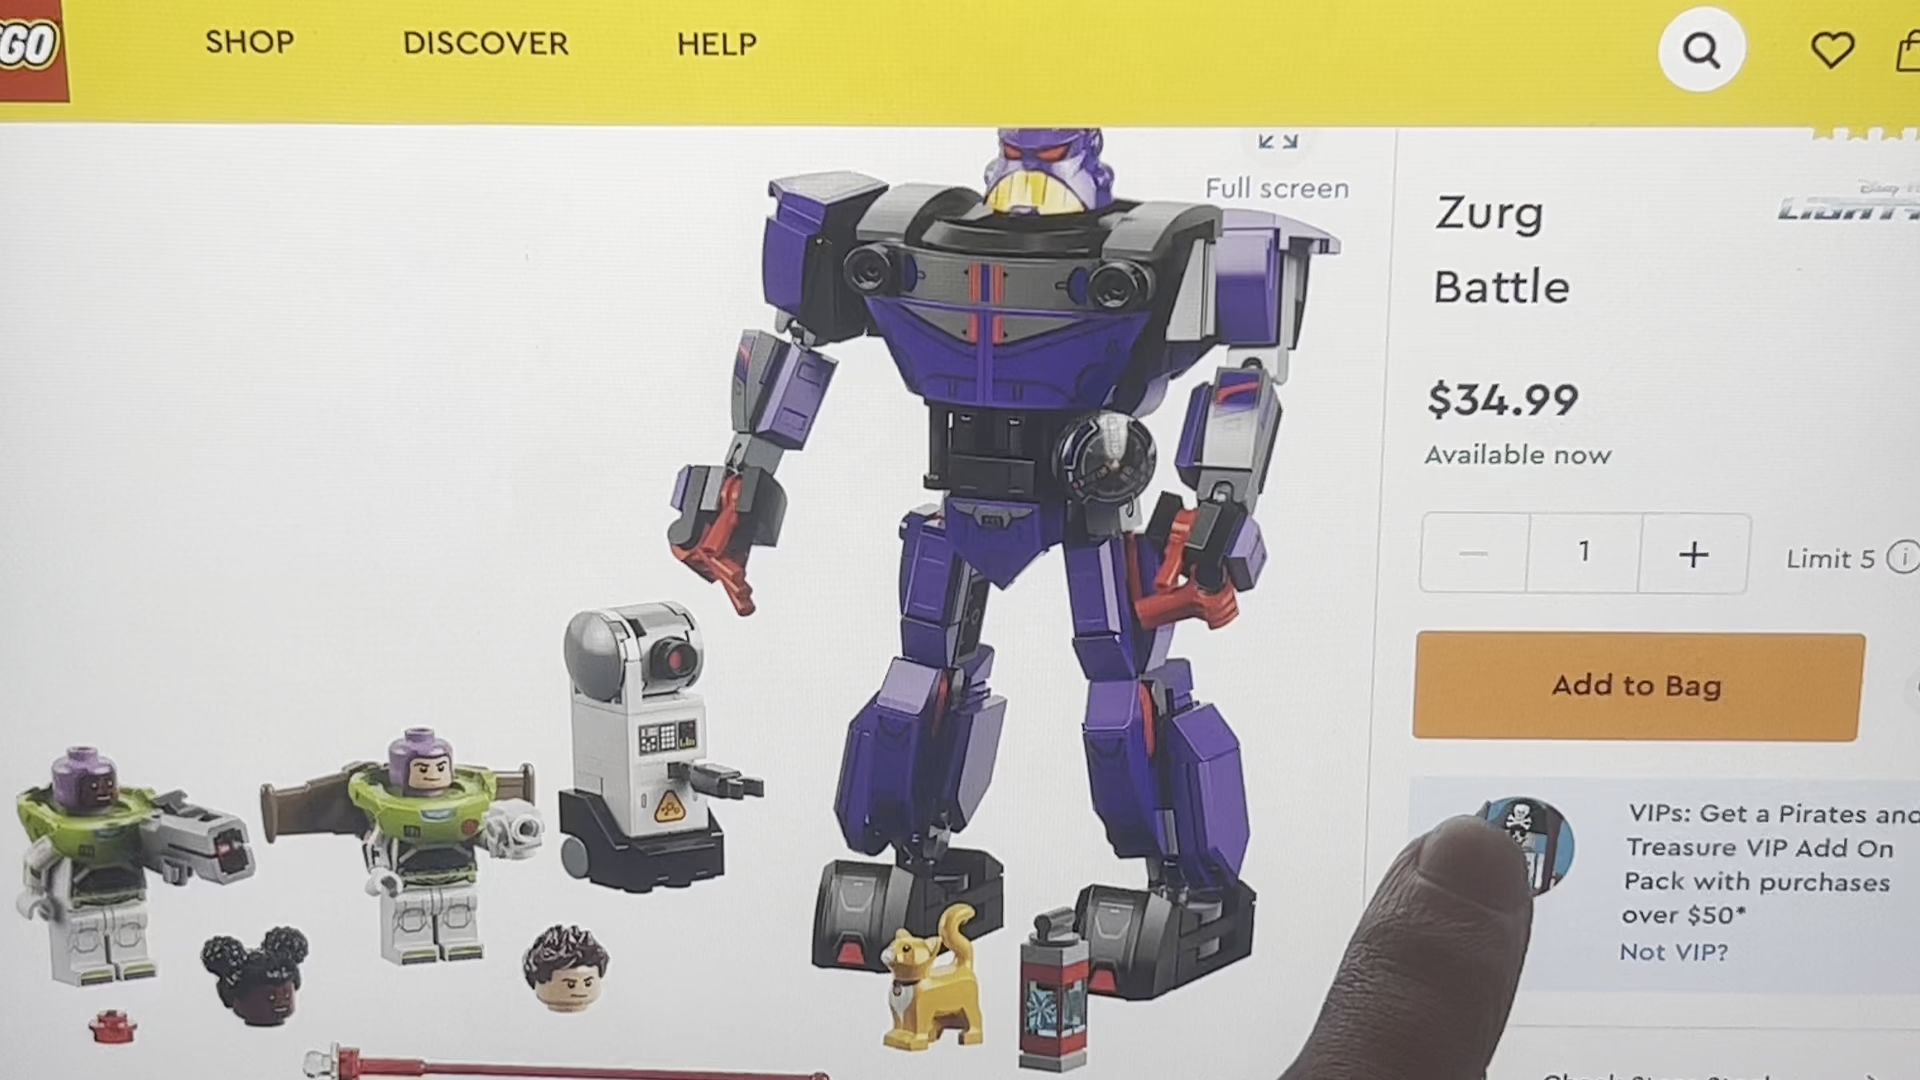 GO
SHOP
DISCOVER
HELP
Full screen
Zurg
Battle
$34.99
Available now
1
Limit 5
Add to Bag
VIPs: Get a Pirates and
Treasure VIP Add On
Pack with purchases
over $50*
Not VIP?